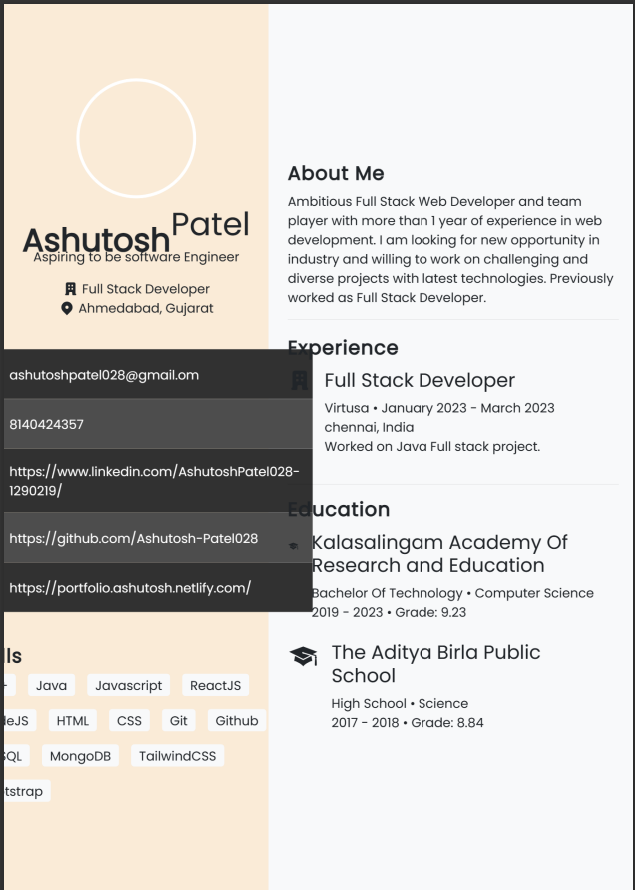 Ashutosh Patel
Aspiring to be software Engineer
Full Stack Developer
Ahmedabad, Gujarat
ashutoshpatel028@gmail.om
8140424357
https://www.linkedin.com/AshutoshPatel028-
1290219/
https://github.com/Ashutosh-Patel028
https://portfolio.ashutosh.netlify.com/
lls
Java Javascript ReactJS
deJS HTML CSS Git Github
SQL MongoDB TailwindCSS
tstrap
About Me
Ambitious Full Stack Web Developer and team
player with more than 1 year of experience in web
development. I am looking for new opportunity in
industry and willing to work on challenging and
diverse projects with latest technologies. Previously
worked as Full Stack Developer.
Experience
Full Stack Developer
Virtusa • January 2023 - March 2023
chennai, India
Worked on Java Full stack project.
Education
Kalasalingam Academy Of
Research and Education
Bachelor Of Technology • Computer Science
2019 - 2023 • Grade: 9.23
The Aditya Birla Public
School
High School • Science
2017 - 2018 • Grade: 8.84